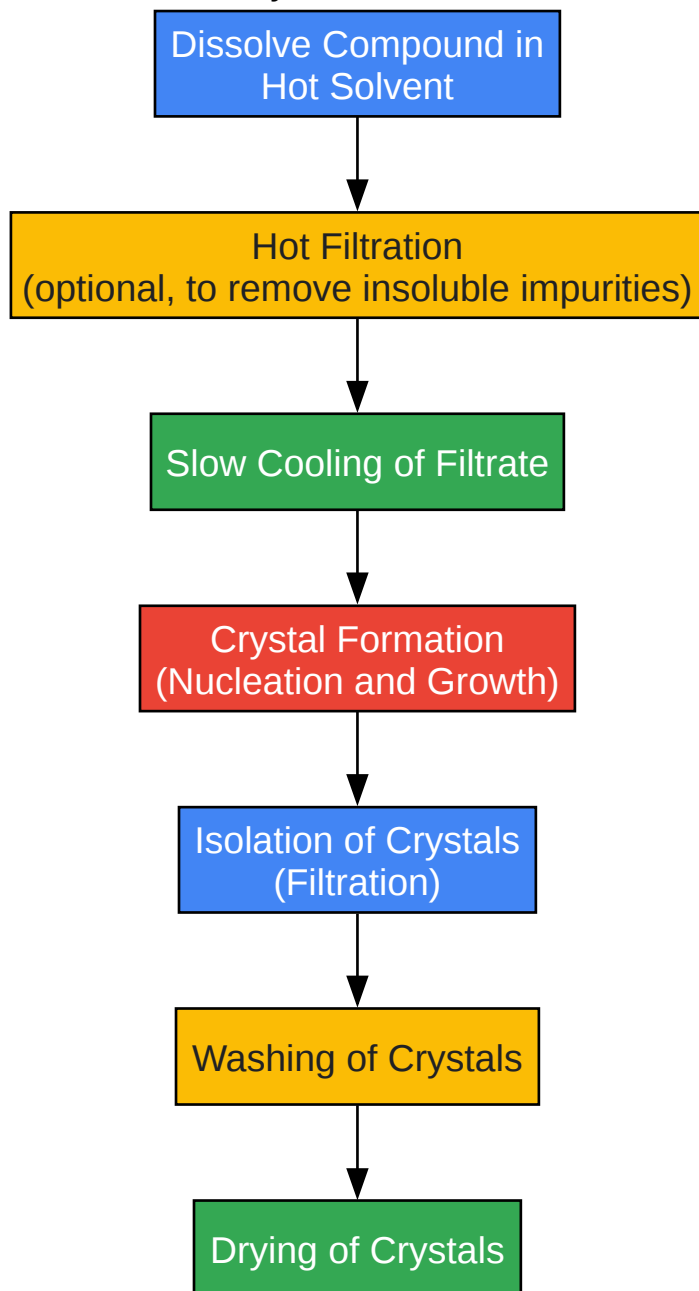 Dissolve Compound in
Hot Solvent
Hot Filtration
(optional, to remove insoluble impurities)
Slow Cooling of Filtrate
Crystal Formation
(Nucleation and Growth)
Isolation of Crystals
(Filtration)
Washing of Crystals
Drying of Crystals